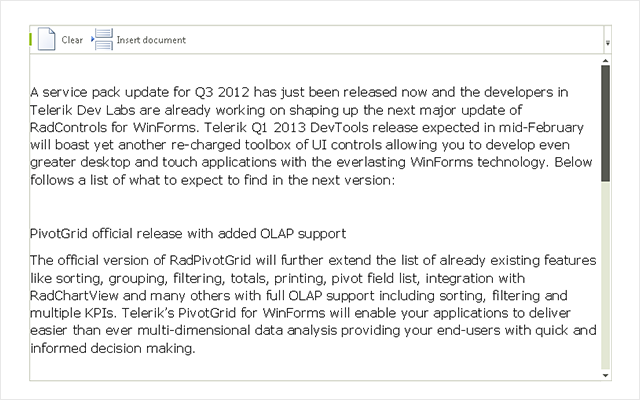 Clear Insert document
A service pack update for Q3 2012 has just been released now and the developers in
Telerik Dev Labs are already working on shaping up the next major update of
RadControls for WinForms. Telerik Q1 2013 DevTools release expected in mid-February
will boast yet another re-charged toolbox of UI controls allowing you to develop even
greater desktop and touch applications with the everlasting WinForms technology. Below
follows a list of what to expect to find in the next version:
PivotGrid official release with added OLAP support
The official version of RadPivotGrid will further extend the list of already existing features
like sorting, grouping, filtering, totals, printing, pivot field list, integration with
RadChartView and many others with full OLAP support including sorting, filtering and
multiple KPIs. Telerik’s PivotGrid for WinForms will enable your applications to deliver
easier than ever multi-dimensional data analysis providing your end-users with quick and
informed decision making.